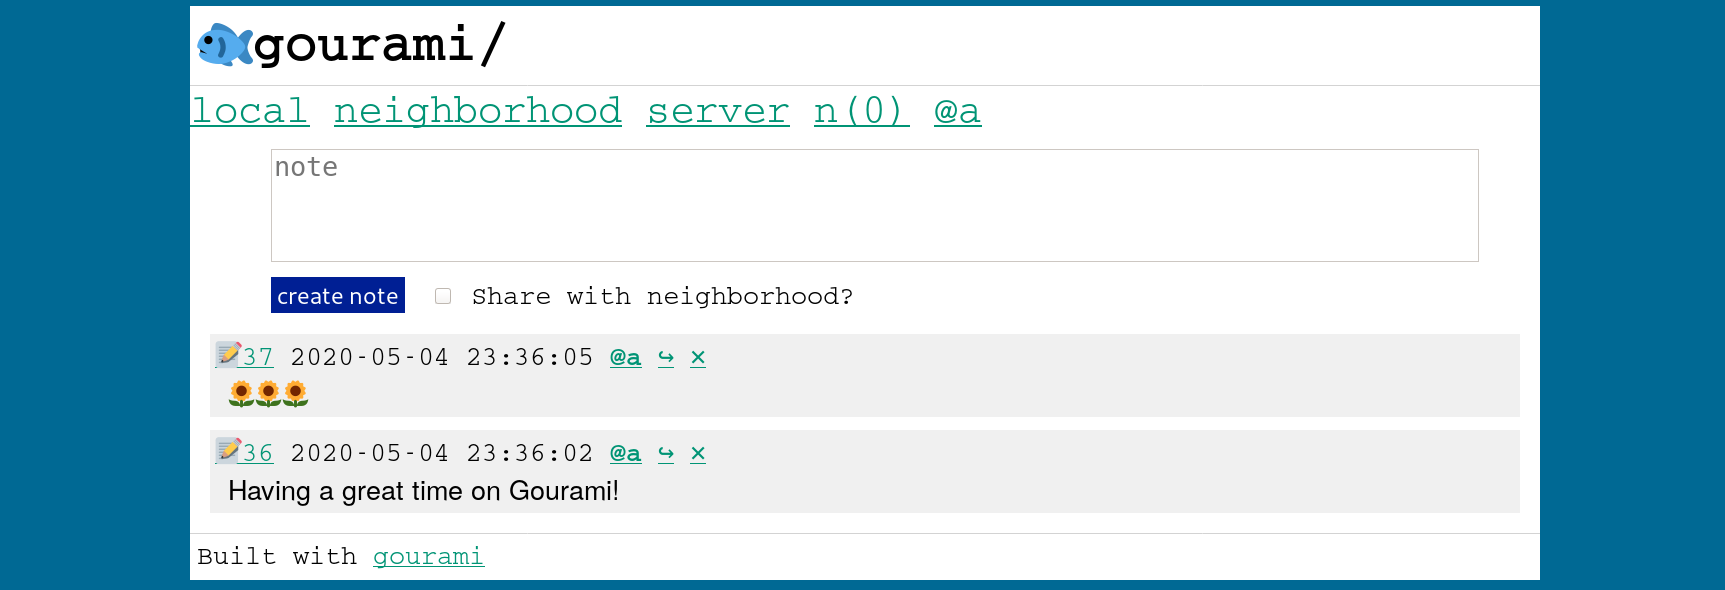 🐟gourami/
local neighborhood server n(0) @a
note
create note Share with neighborhood?
📝37 2020-05-04 23:36:05 @a ↪ ✕
🌻🌻🌻
📝36 2020-05-04 23:36:02 @a ↪ ✕
Having a great time on Gourami!
Built with gourami